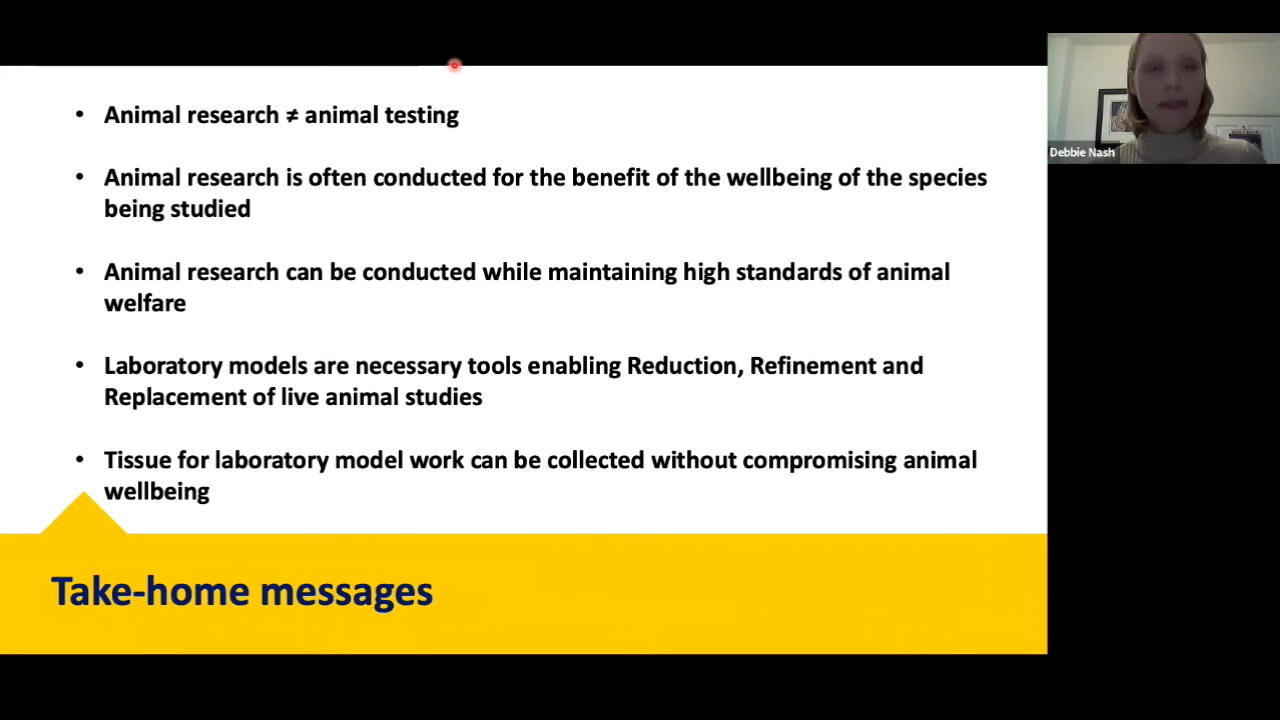 • Animal research ≠ animal testing
• Animal research is often conducted for the benefit of the wellbeing of the species
being studied
• Animal research can be conducted while maintaining high standards of animal
welfare
• Laboratory models are necessary tools enabling Reduction, Refinement and
Replacement of live animal studies
• Tissue for laboratory model work can be collected without compromising animal
wellbeing
Take-home messages
Debbie Nash